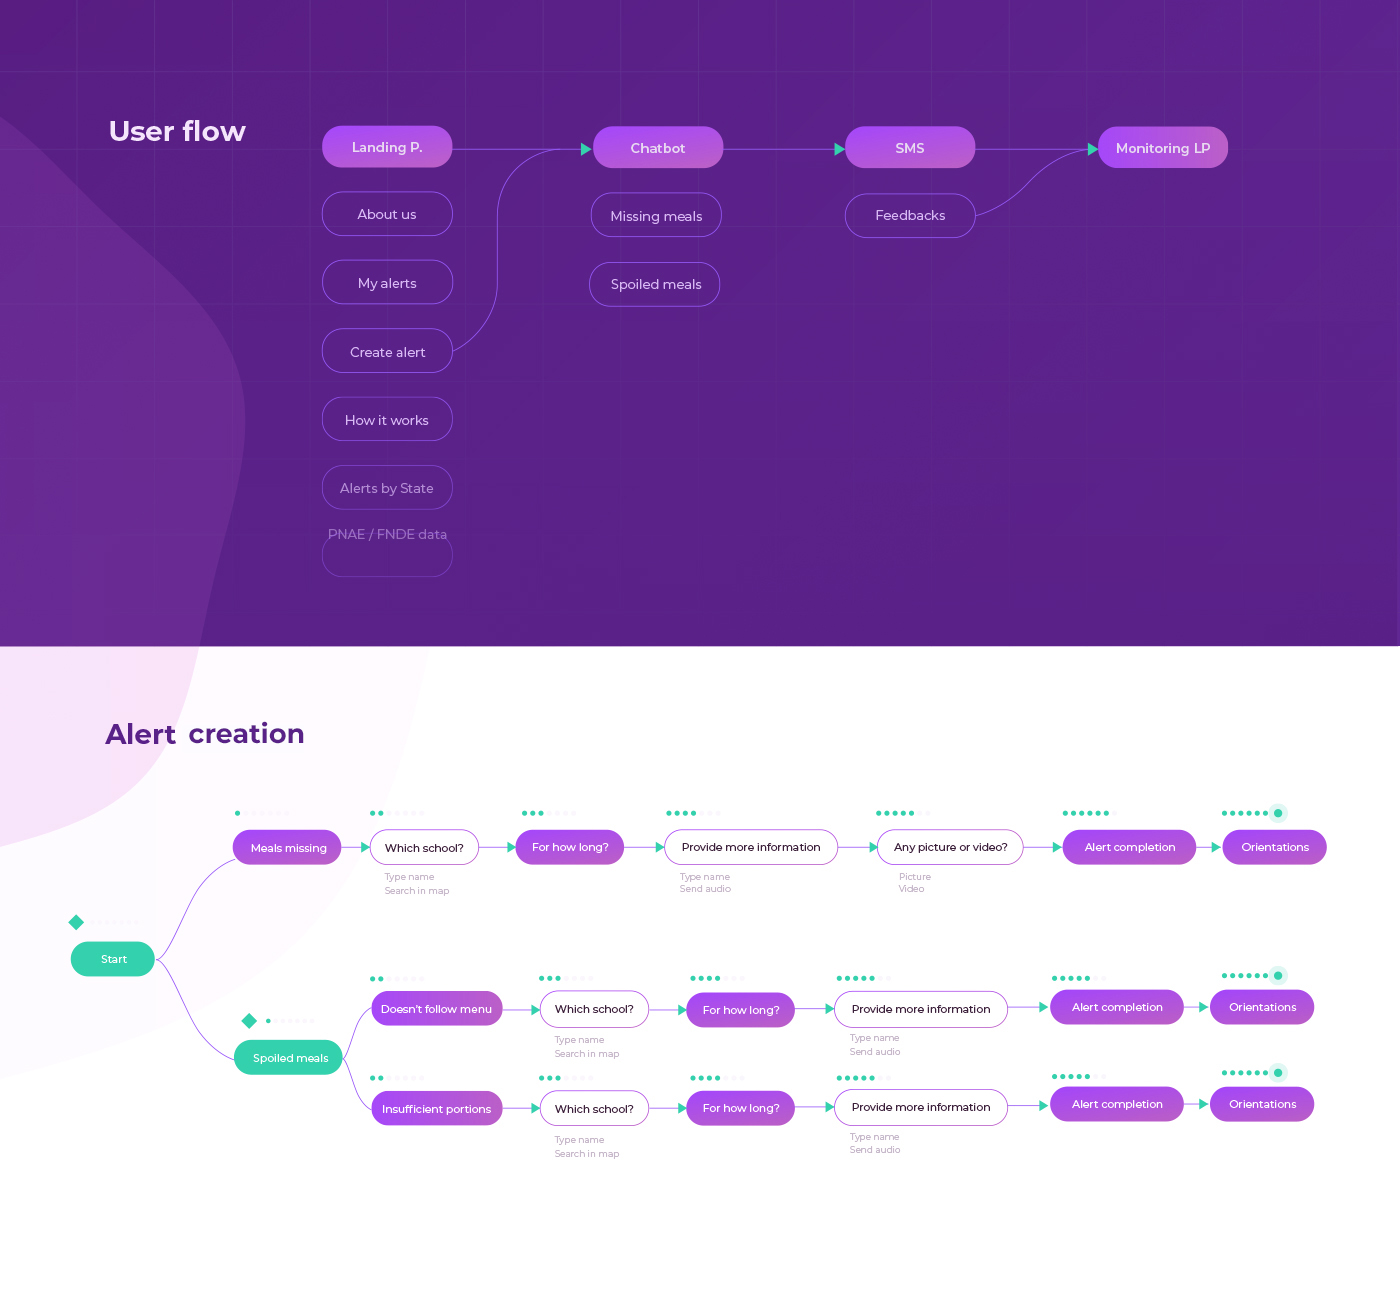 User flow
Landing P.
Chatbot
SMS
Monitoring LP
About us
Missing meals
Feedbacks
My alerts
Spoiled meals
Create alert
How it works
Alerts by State
PNAE / FNDE data
Alert creation
Meals missing
Which school?
For how long?
Provide more information
Any picture or video?
Alert completion
Orientations
Type name
Search in map
Type name
Send audio
Picture
Video
Start
Spoiled meals
Doesn't follow menu
Which school?
For how long?
Provide more information
Alert completion
Orientations
Type name
Search in map
Type name
Send audio
Insufficient portions
Which school?
For how long?
Provide more information
Alert completion
Orientations
Type name
Search in map
Type name
Send audio